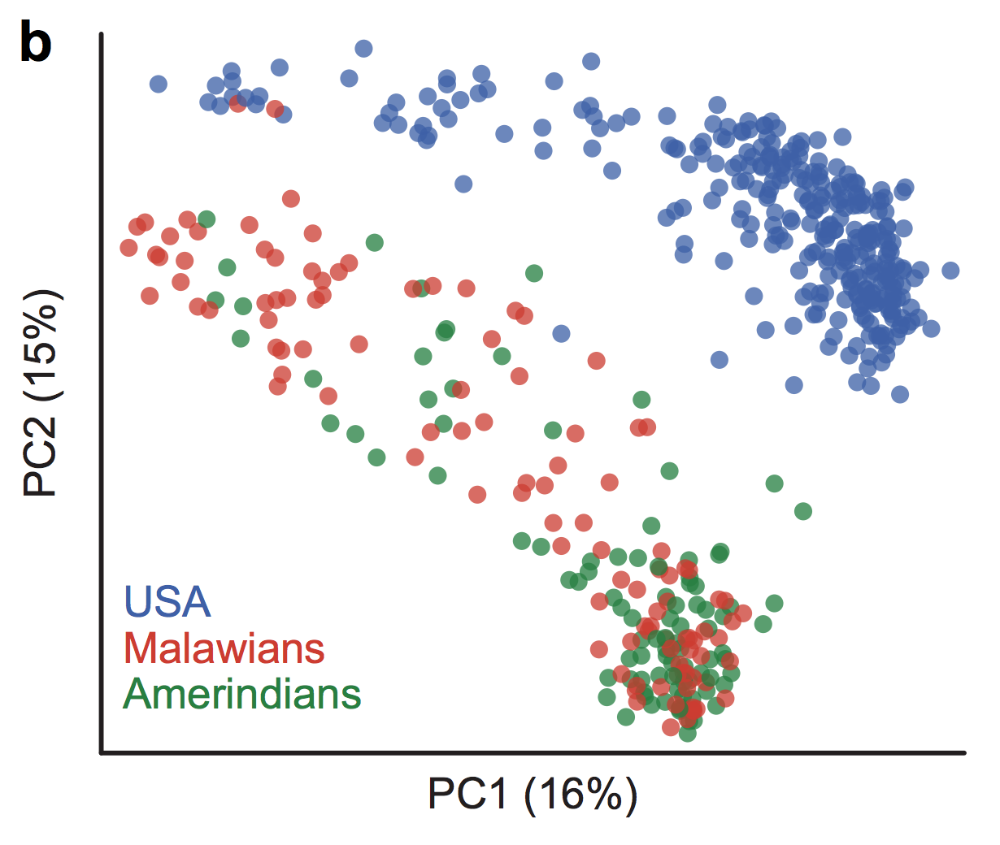 b
PC2 (15%)
USA
Malawians
Amerindians
PC1 (16%)